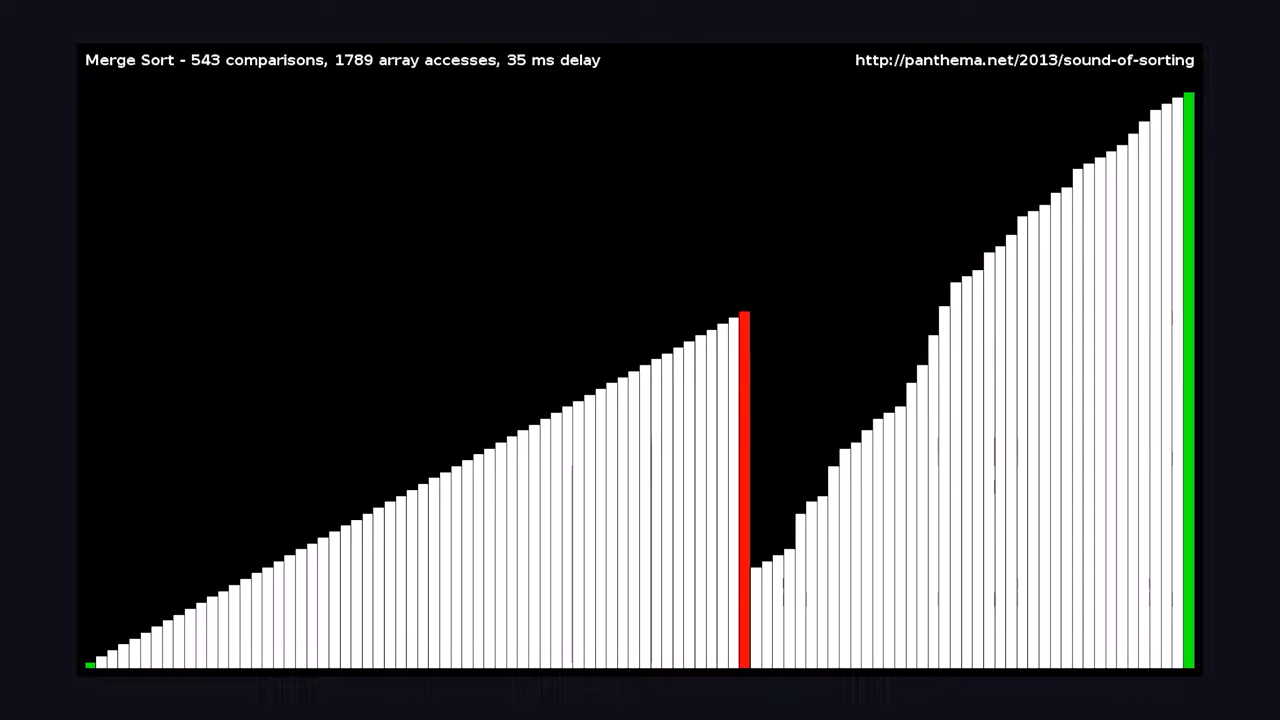 Merge Sort - 543 comparisons, 1789 array accesses, 35 ms delay
http://panthema.net/2013/sound-of-sorting